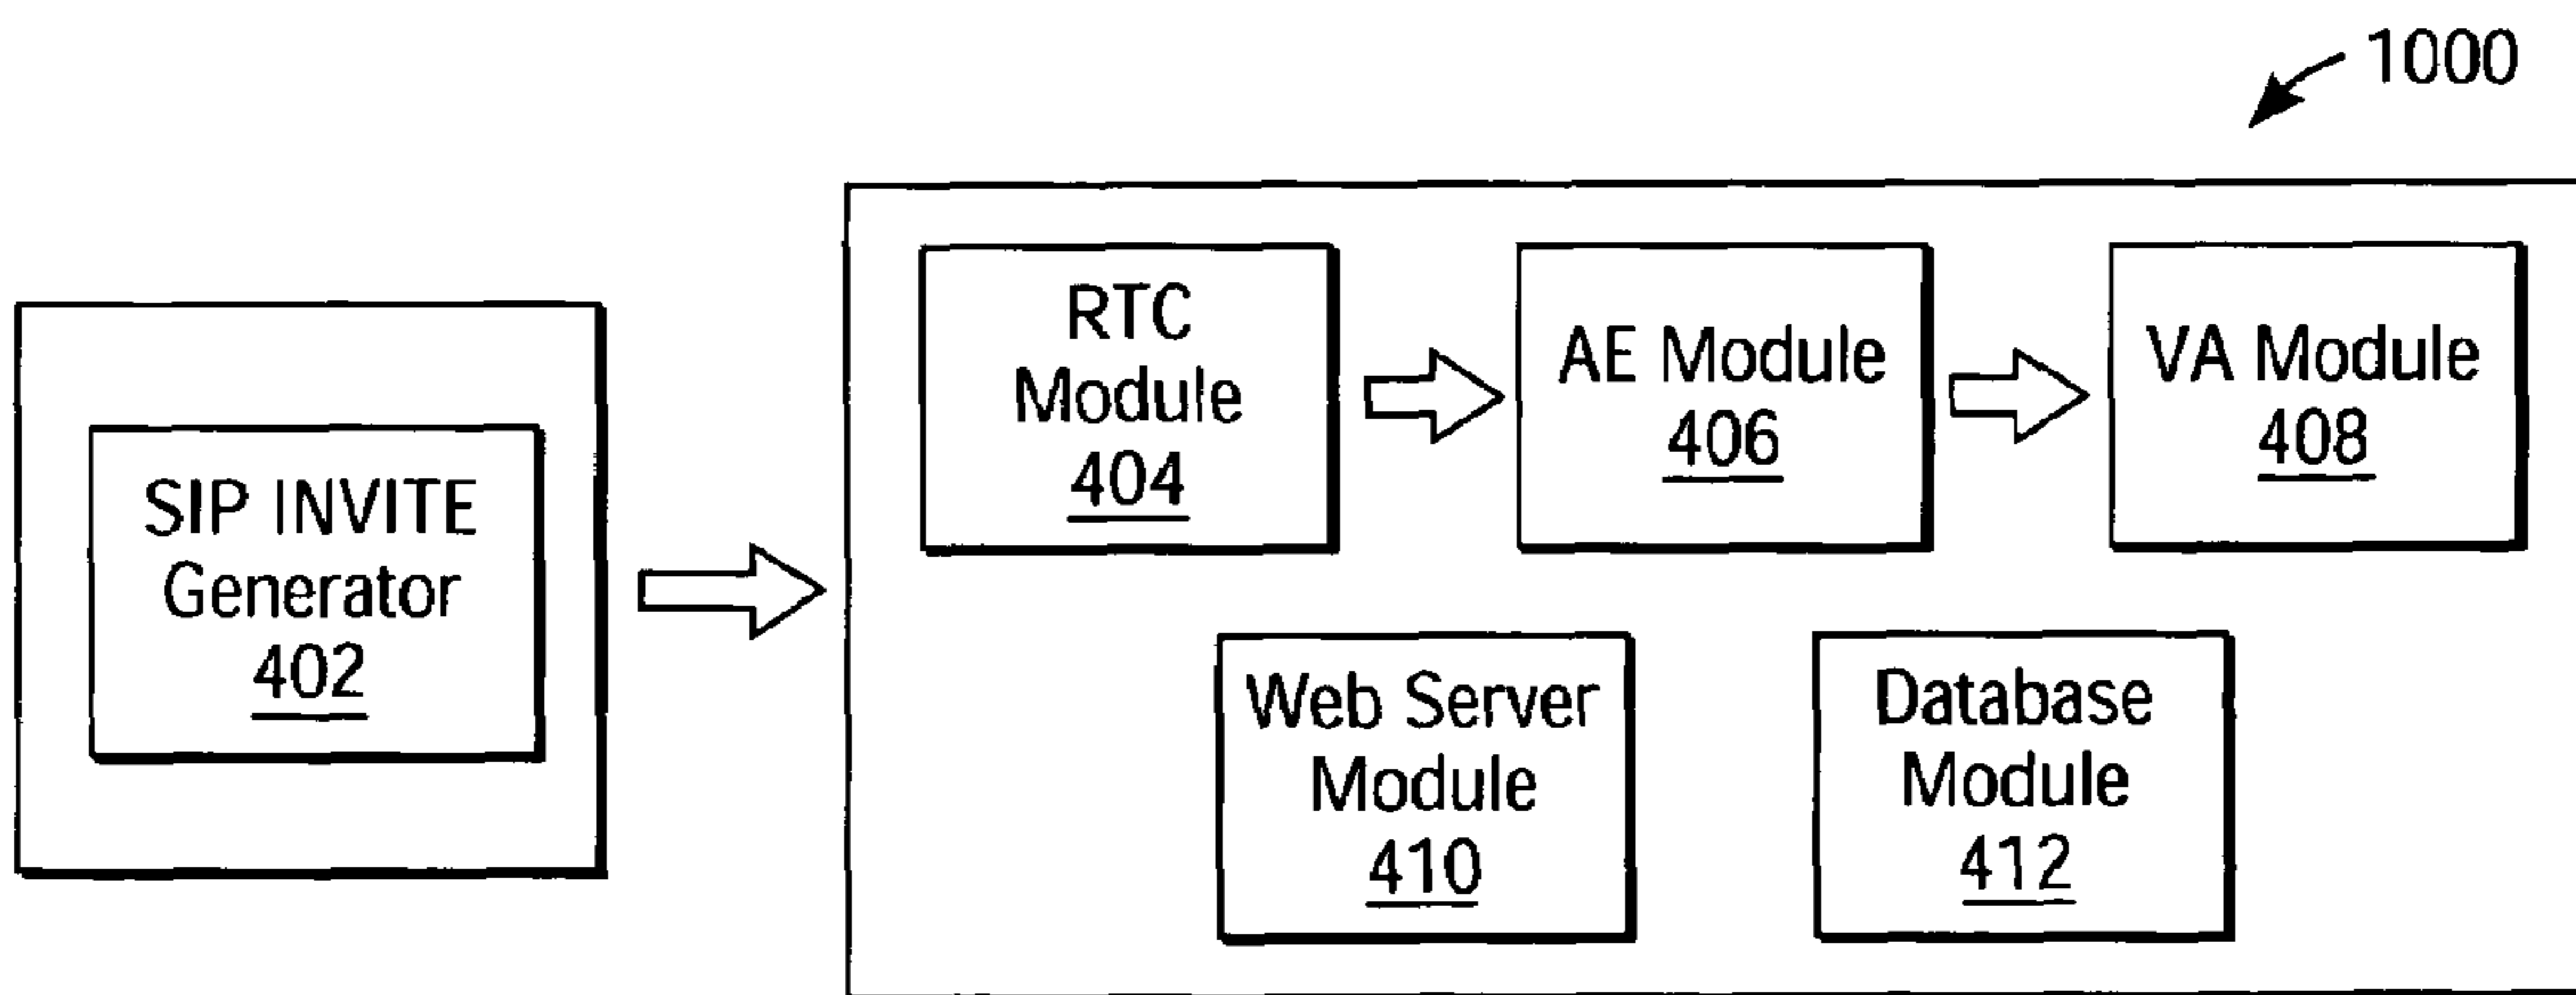 1000
SIP INVITE
Generator
402
RTC
Module
404
AE Module
406
VA Module
408
Web Server
Module
410
Database
Module
412